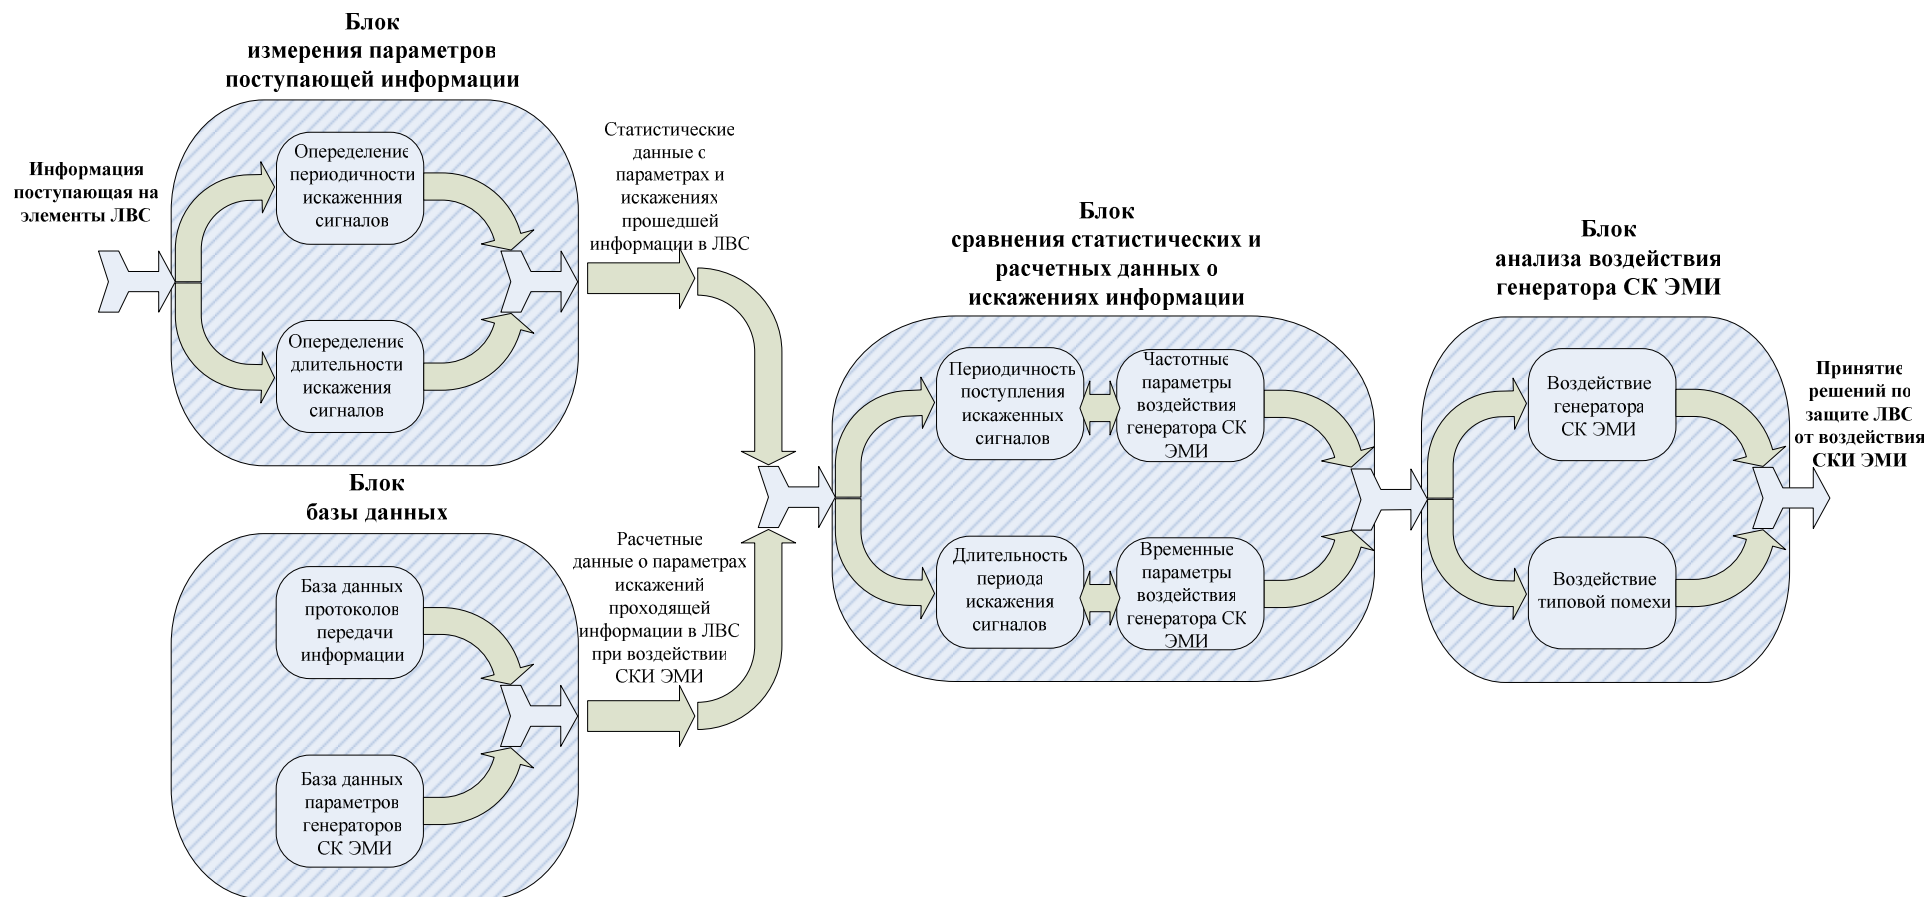 Блок
измерения параметров
поступающей информации
Информация
поступающая на
элементы ЛВС
Опеределение
периодичности
искаженния
сигналов
Опеределение
длительности
искажения
сигналов
Статистические
данные с
параметрах и
искажениях
прошедшей
информации в ЛВС
Блок
базы данных
База данных
протоколов
передачи
информации
База данных
параметров
генераторов
СК ЭМИ
Расчетные
данные о параметрах
искажений
проходящей
информации в ЛВС
при воздействии
СКИ ЭМИ
Блок
сравнения статистических и
расчетных данных о
искажениях информации
Периодичность
поступления
искаженных
сигналов
Частотные
параметры
воздействия
генератора СК
ЭМИ
Длительность
периода
искажения
сигналов
Временные
параметры
воздействия
генератора СК
ЭМИ
Блок
анализа воздействия
генератора СК ЭМИ
Воздействие
генератора
СК ЭМИ
Воздействие
типовой помехи
Принятие
решений по
защите ЛВС
от воздействия
СКИ ЭМИ